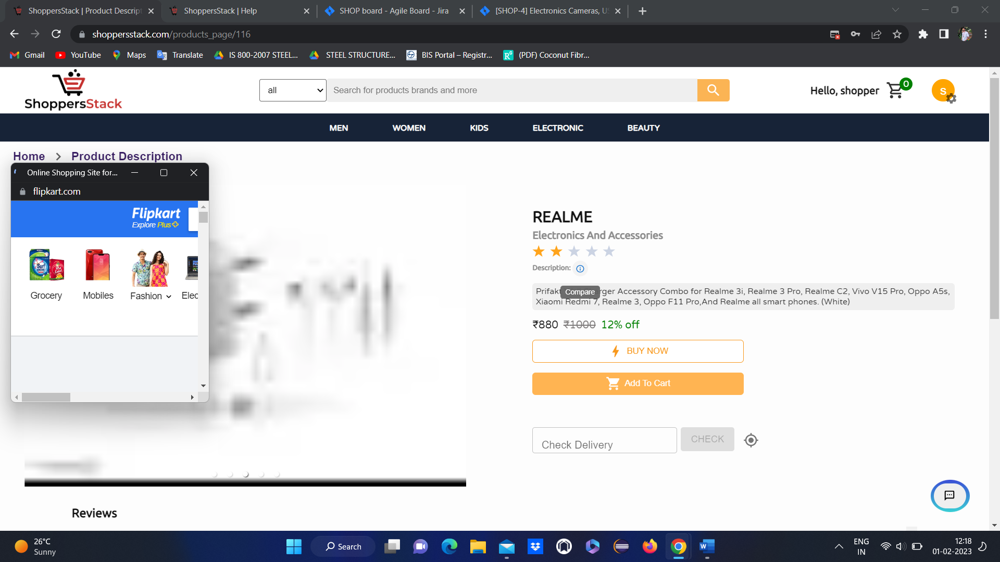 ShoppersStack | Product Descript
ShoppersStack | Help
SHOP board - Agile Board - Jira
[SHOP-4] Electronics Cameras, US
shoppersstack.com/products_page/116
Gmail
YouTube
Maps
Translate
IS 800-2007 STEEL...
STEEL STRUCTURE...
BIS Portal – Registr...
(PDF) Coconut Fibr...
ShoppersStack
all
Search for products brands and more
Hello, shopper
0
S
MEN
WOMEN
KIDS
ELECTRONIC
BEAUTY
Home > Product Description
Online Shopping Site for...
flipkart.com
Flipkart
Explore Plus
Grocery
Mobiles
Fashion
Elec
REALME
Electronics And Accessories
Description:
Compare
Prifakt rger Accessory Combo for Realme 3i, Realme 3 Pro, Realme C2, Vivo V15 Pro, Oppo A5s,
Xiaomi Redmi 7, Realme 3, Oppo F11 Pro,And Realme all smart phones. (White)
₹880 ₹1000 12% off
BUY NOW
Add To Cart
Check Delivery
CHECK
Reviews
26°C
Sunny
Search
ENG
IN
12:18
01-02-2023